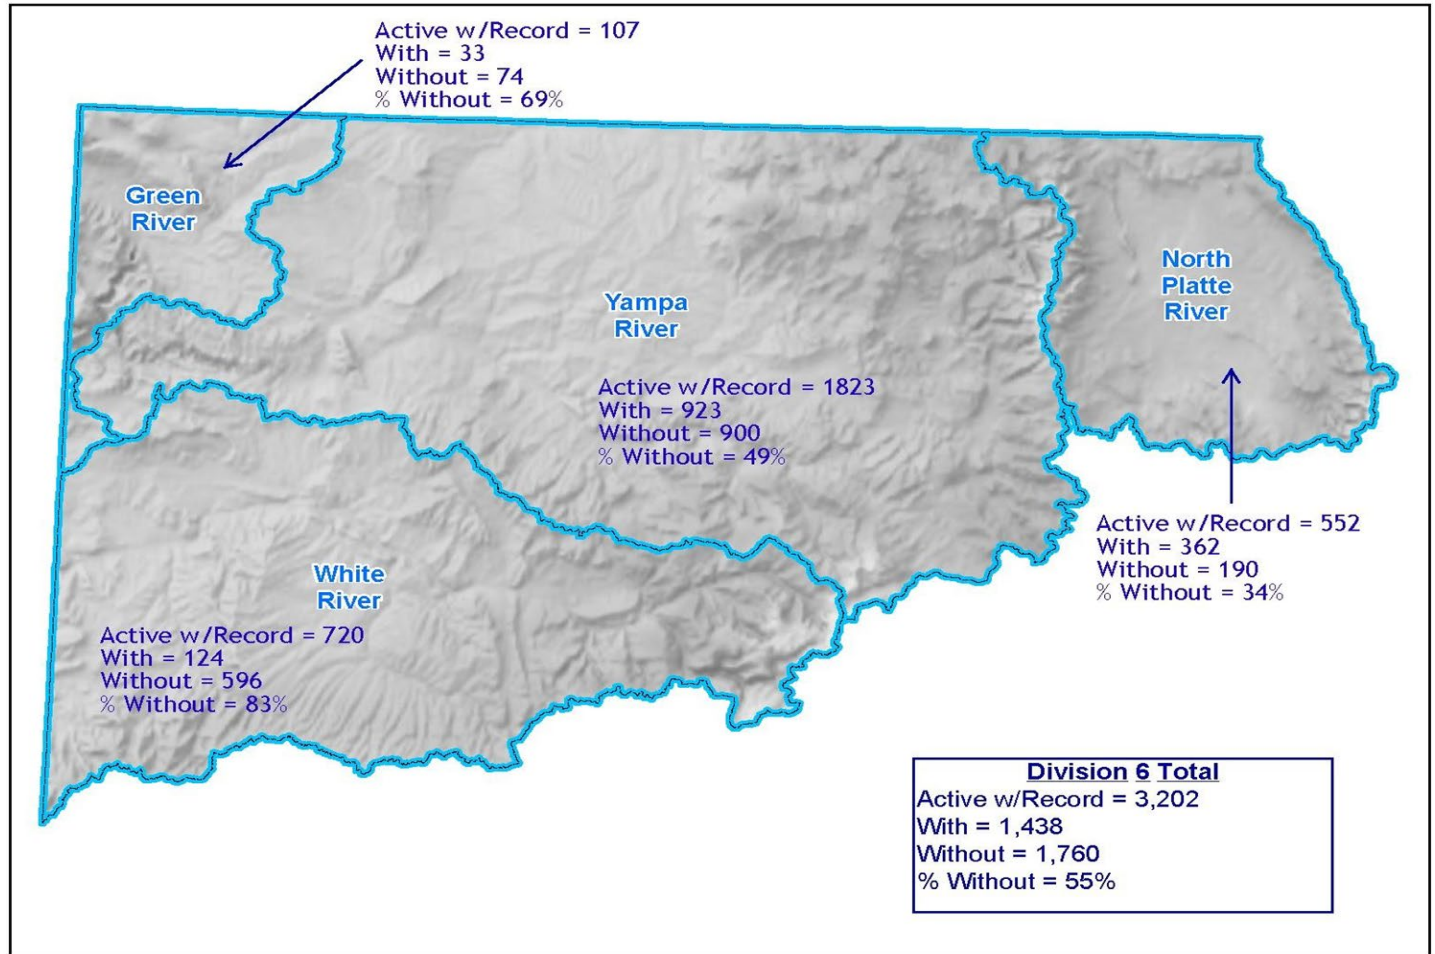 Active w/Record = 107
With = 33
Without = 74
% Without = 69%
Green
River
North
Platte
River
Yampa
River
Active w/Record = 1823
With = 923
Without = 900
% Without = 49%
Active w/Record = 552
With = 362
Without = 190
% Without = 34%
White
River
Active w/Record = 720
With = 124
Without = 596
% Without = 83%
Division 6 Total
Active w/Record = 3,202
With = 1,438
Without = 1,760
% Without = 55%